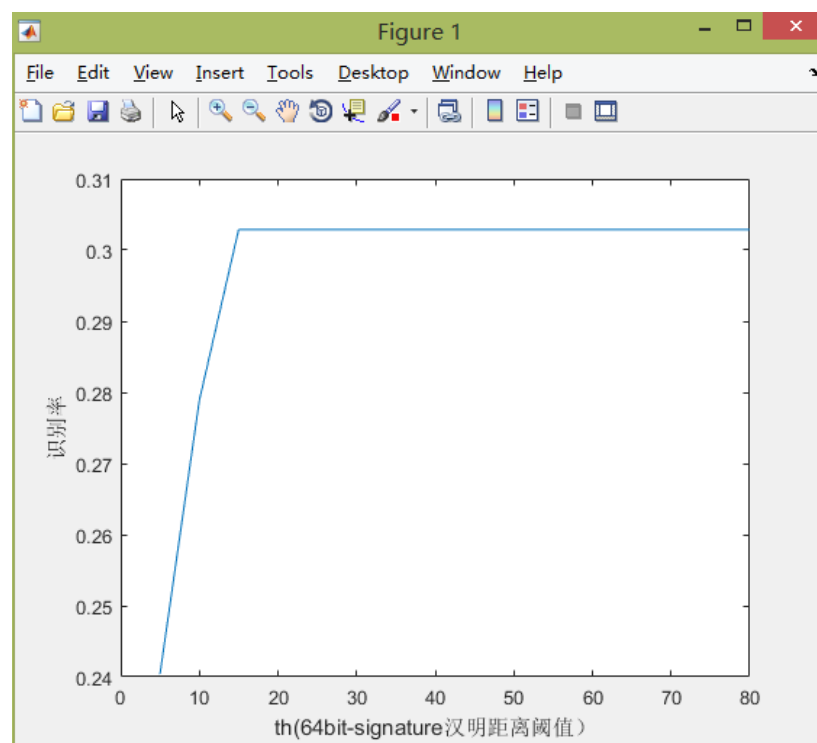 Figure 1
File Edit View Insert Tools Desktop Window Help
0.31
0.3
0.29
0.28
0.27
0.26
0.25
0.24
识别率
0 10 20 30 40 50 60 70 80
th(64bit-signature汉明距离阈值）